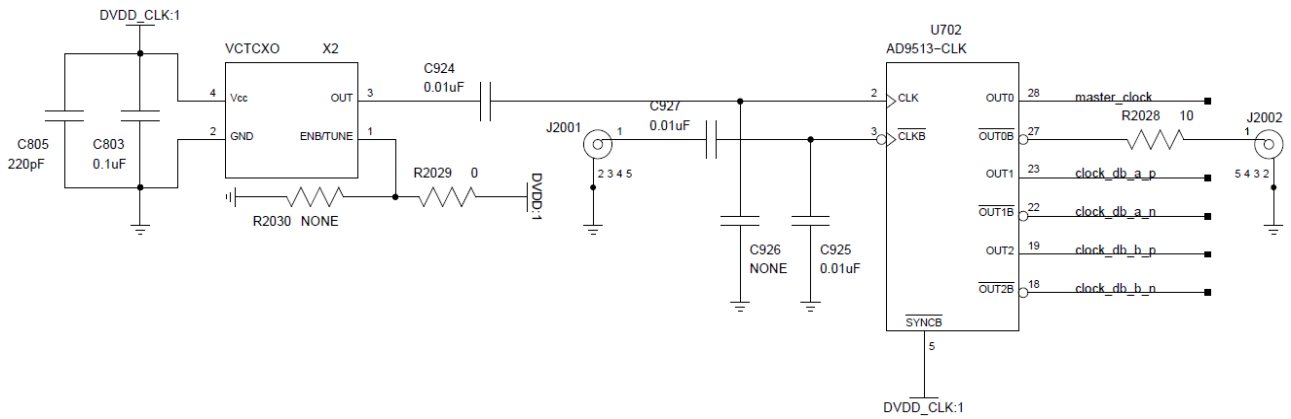 DVDD_CLK:1
U702
VCTCXO X2
AD9513-CLK
C924
0.01uF
4 Vcc OUT 3
2 CLK OUT0 28 master_clock
C927
0.01uF
R2028 10
J2001 1
J2002 1
2 GND ENB/TUNE 1
3 CLKB OUT0B 27
C805
220pF
C803
0.1uF
2 3 4 5
5 4 3 2
OUT1 23 clock_db_a_p
R2029 0
DVDD:1
R2030 NONE
OUT1B 22 clock_db_a_n
C926
NONE
C925
0.01uF
OUT2 19 clock_db_b_p
OUT2B 18 clock_db_b_n
SYNCB
5
DVDD_CLK:1